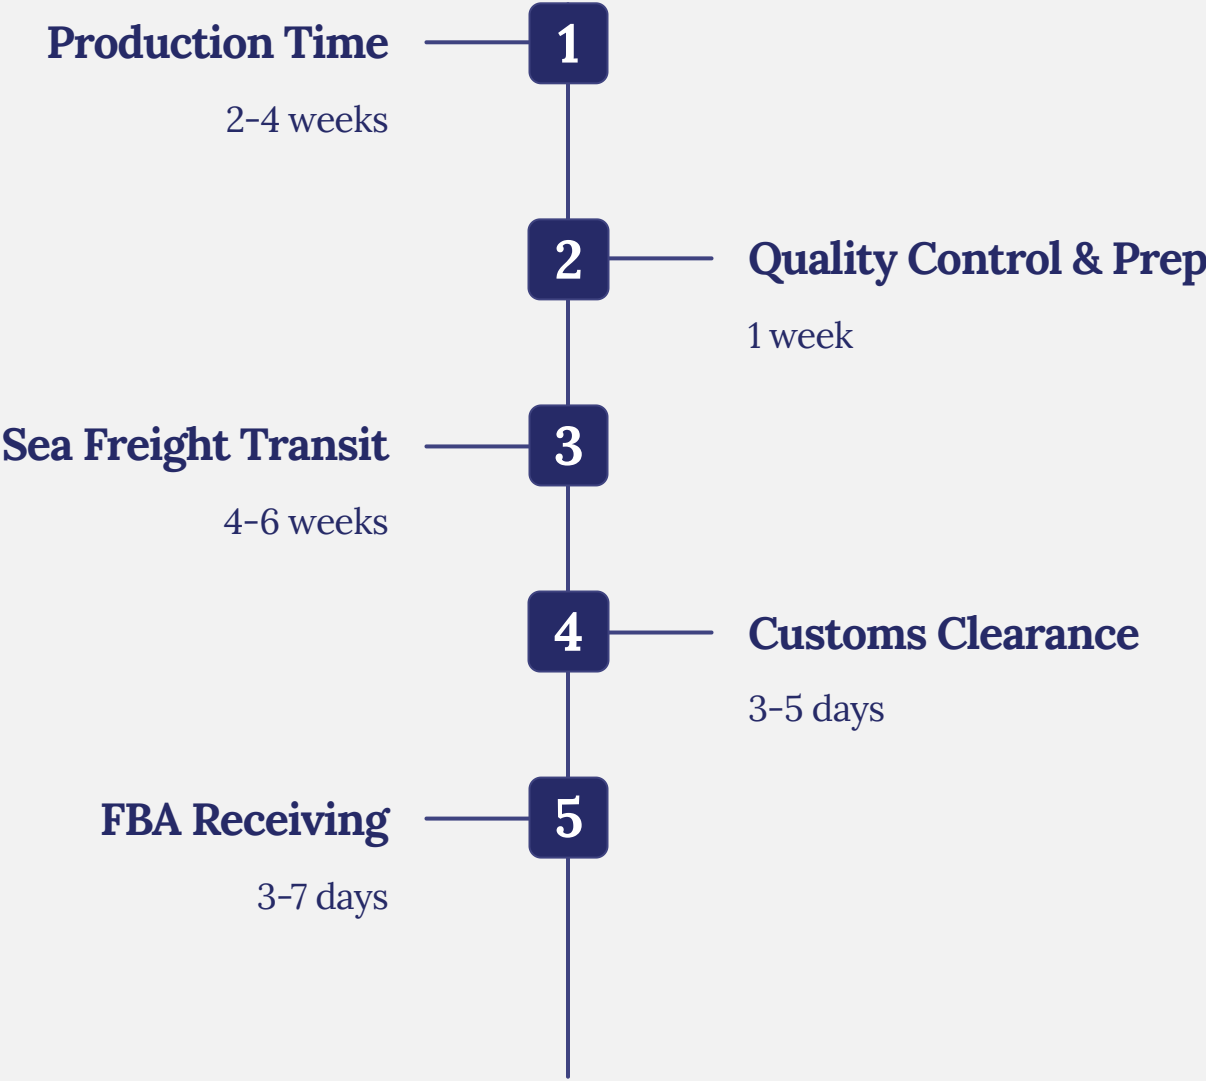 Production Time
1
2-4 weeks
2
Quality Control & Prep
1 week
Sea Freight Transit
3
4-6 weeks
4
Customs Clearance
3-5 days
FBA Receiving
5
3-7 days